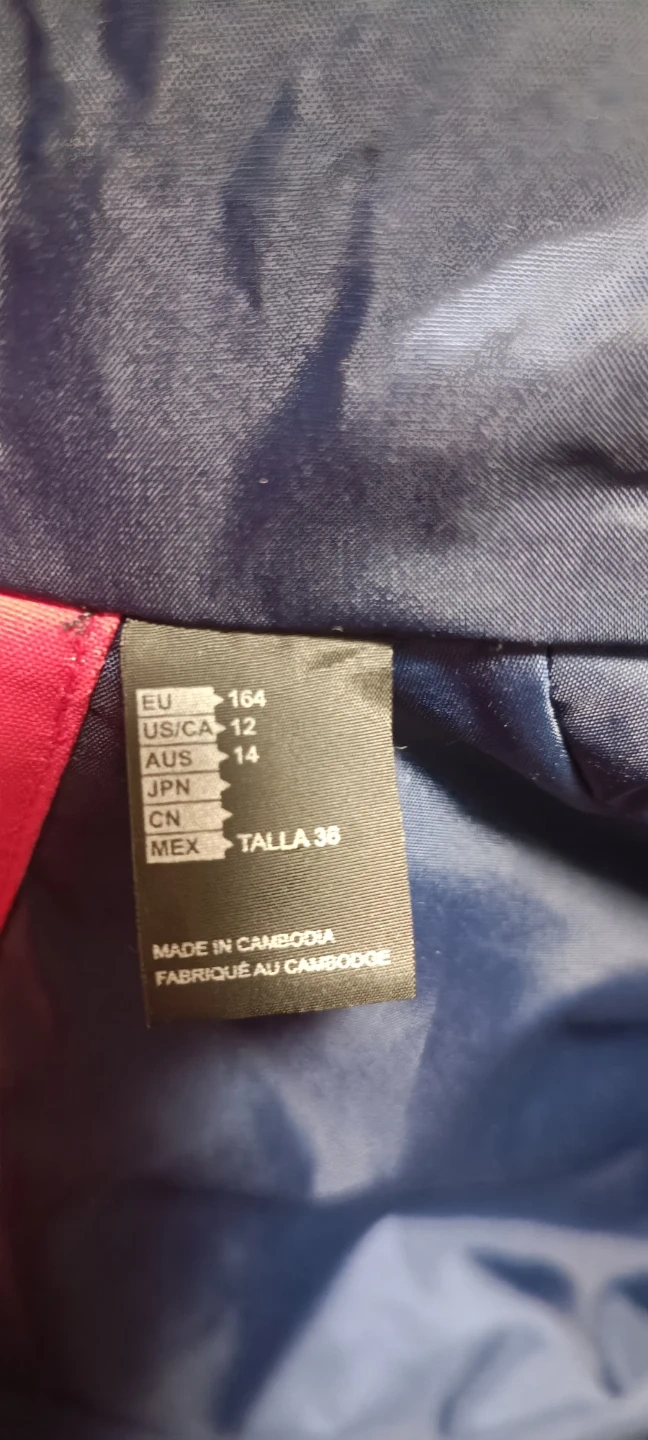 EU 164
US/CA 12
AUS 14
JPN
CN
MEX TALLA 36
MADE IN CAMBODIA
FABRIQUÉ AU CAMBODGE